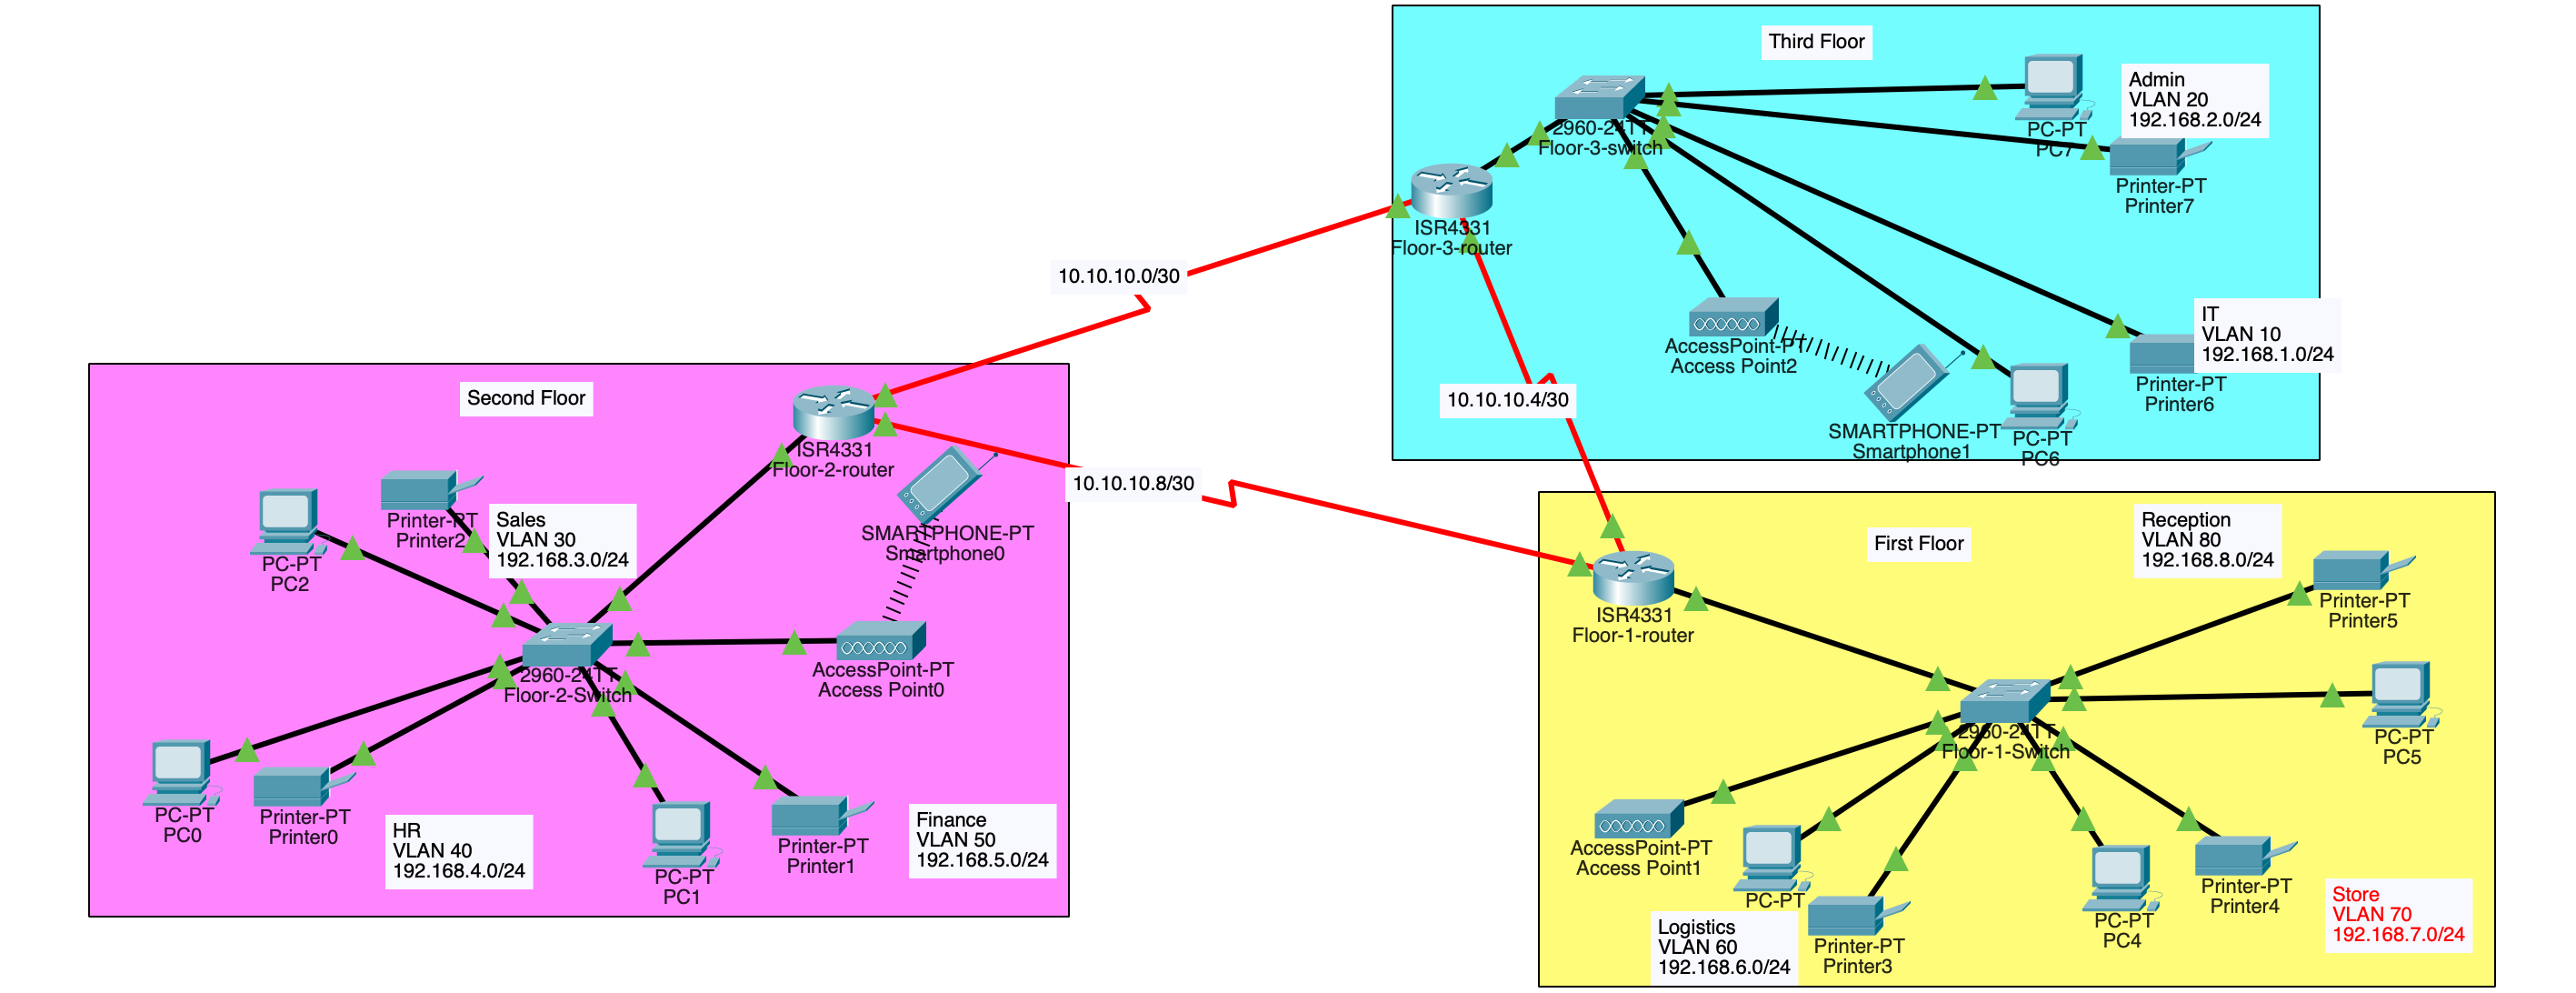 Third Floor
Admin
VLAN 20
192.168.2.0/24
2960-24TT
Floor-3-switch
PC-PT
PC7
Printer-PT
Printer7
ISR4331
Floor-3-router
10.10.10.0/30
IT
VLAN 10
192.168.1.0/24
AccessPoint-PT
Access Point2
Printer-PT
Printer6
10.10.10.4/30
SMARTPHONE-PT
Smartphone1
PC-PT
PC6
Second Floor
ISR4331
Floor-2-router
10.10.10.8/30
Printer-PT
Printer2
Sales
VLAN 30
192.168.3.0/24
SMARTPHONE-PT
Smartphone0
PC-PT
PC2
2960-24TT
Floor-2-Switch
AccessPoint-PT
Access Point0
PC-PT
PC0
Printer-PT
Printer0
HR
VLAN 40
192.168.4.0/24
PC-PT
PC1
Printer-PT
Printer1
Finance
VLAN 50
192.168.5.0/24
First Floor
Reception
VLAN 80
192.168.8.0/24
ISR4331
Floor-1-router
Printer-PT
Printer5
2960-24TT
Floor-1-Switch
PC-PT
PC5
AccessPoint-PT
Access Point1
PC-PT
Logistics
VLAN 60
192.168.6.0/24
Printer-PT
Printer3
PC-PT
PC4
Printer-PT
Printer4
Store
VLAN 70
192.168.7.0/24